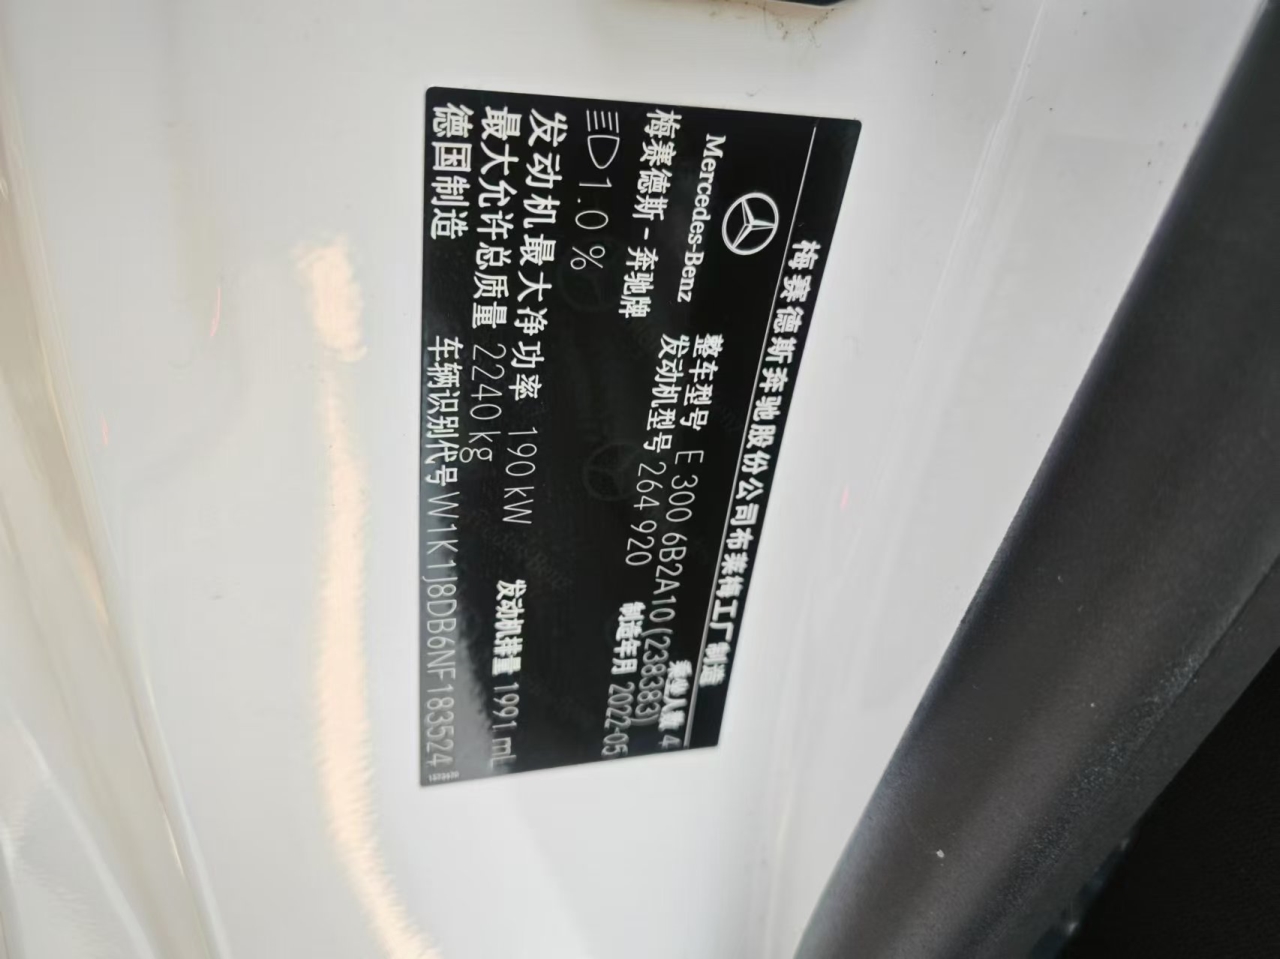 梅赛德斯奔驰股份公司布莱梅工厂制造
Mercedes-Benz
梅赛德斯-奔驰牌
整车型号 E 300 6B2A10(238383)
乘坐人数 4
发动机型号 264 920
制造年月 2022-05
1.0 %
发动机最大净功率 190 kW
发动机排量 1991 mL
最大允许总质量 2240 kg
德国制造
车辆识别代号 W1K1J8DB6NF183524